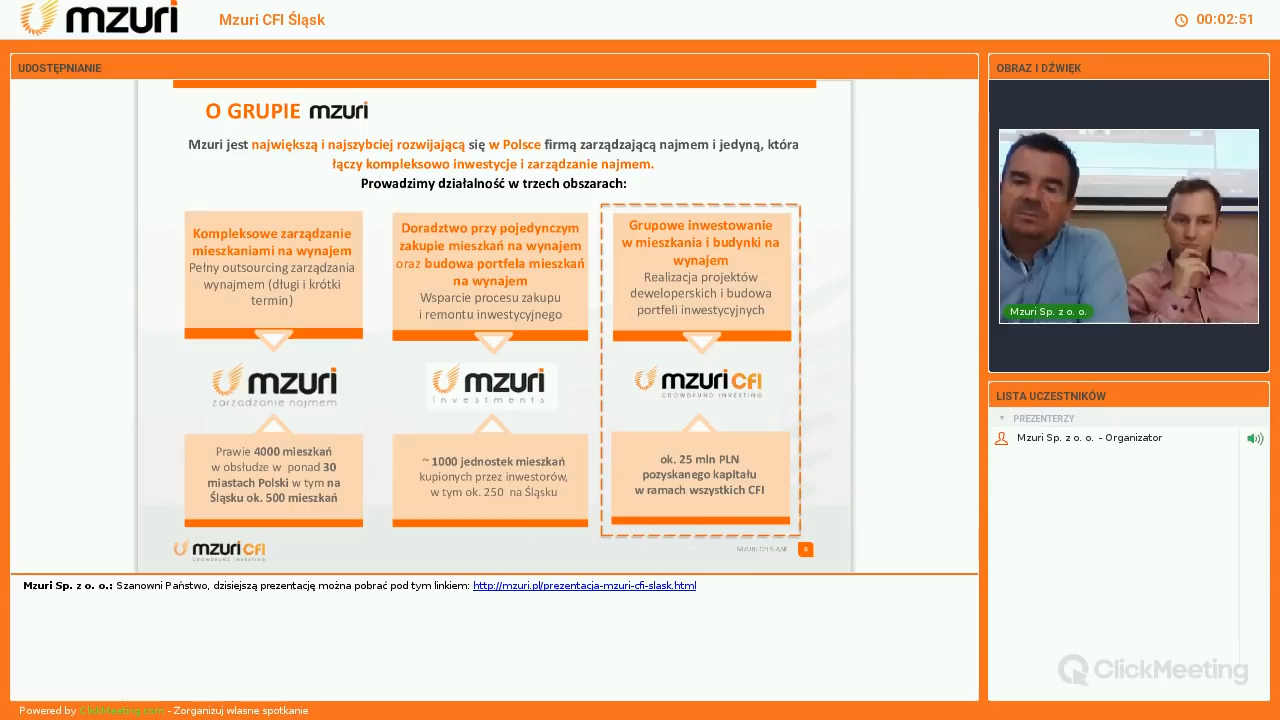 mzuri
Mzuri CFI Śląsk
00:02:51
UDOSTĘPNIANIE
O GRUPIE mzuri
Mzuri jest największą i najszybciej rozwijającą się w Polsce firmą zarządzającą najmem i jedyną, która
łączy kompleksowo inwestycje i zarządzanie najmem.
Prowadzimy działalność w trzech obszarach:
Kompleksowe zarządzanie
mieszkaniami na wynajem
Pełny outsourcing zarządzania
wynajmem (długi i krótki
termin)
mzuri
zarządzanie najmem
Prawie 4000 mieszkań
w obsłudze w ponad 30
miastach Polski w tym na
Śląsku ok. 500 mieszkań
Doradztwo przy pojedynczym
zakupie mieszkań na wynajem
oraz budowa portfela mieszkań
na wynajem
Wsparcie procesu zakupu
i remontu inwestycyjnego
mzuri
investments
~ 1000 jednostek mieszkań
kupionych przez inwestorów,
w tym ok. 250 na Śląsku
Grupowe inwestowanie
w mieszkania i budynki na
wynajem
Realizacja projektów
deweloperskich i budowa
portfeli inwestycyjnych
mzuri CFI
CROWDFUND INVESTING
ok. 25 mln PLN
pozyskanego kapitału
w ramach wszystkich CFI
mzuri CFI
CROWDFUND INVESTING
MZURI CFI ŚLĄSK
Mzuri Sp. z o. o.: Szanowni Państwo, dzisiejszą prezentację można pobrać pod tym linkiem: http://mzuri.pl/prezentacja-mzuri-cfi-slask.html
OBRAZ I DŹWIĘK
Mzuri Sp. z o. o.
LISTA UCZESTNIKÓW
PREZENTERZY
Mzuri Sp. z o. o. - Organizator
ClickMeeting
Powered by ClickMeeting.com - Zorganizuj własne spotkanie